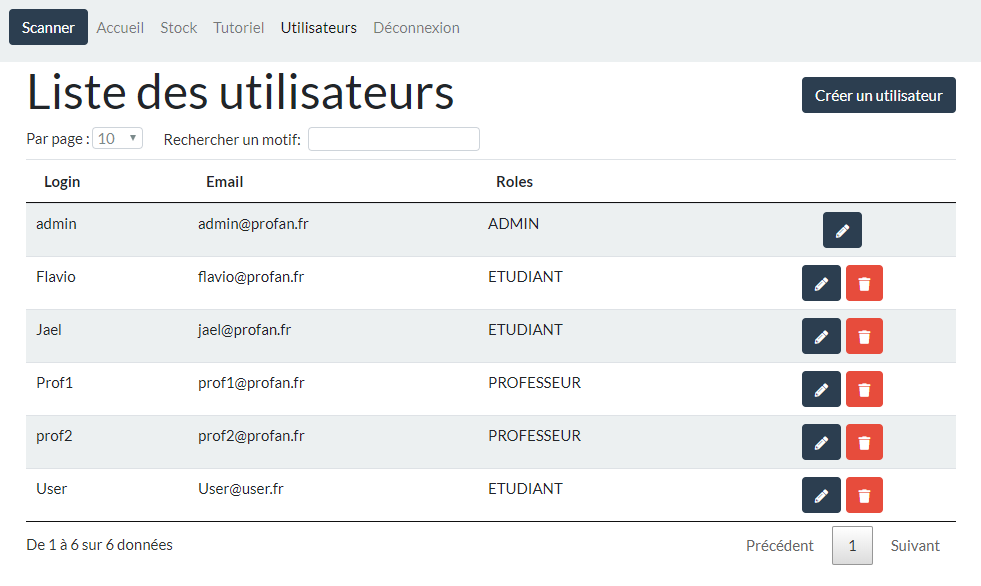 Scanner Accueil Stock Tutoriel Utilisateurs Déconnexion
Liste des utilisateurs
Créer un utilisateur
Par page : 10 Rechercher un motif:
Login Email Roles
admin admin@profan.fr ADMIN
Flavio flavio@profan.fr ETUDIANT
Jael jael@profan.fr ETUDIANT
Prof1 prof1@profan.fr PROFESSEUR
prof2 prof2@profan.fr PROFESSEUR
User User@user.fr ETUDIANT
De 1 à 6 sur 6 données Précédent 1 Suivant